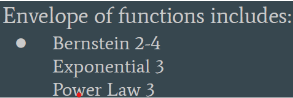 Envelope of functions includes:
● Bernstein 2-4
Exponential 3
Power Law 3